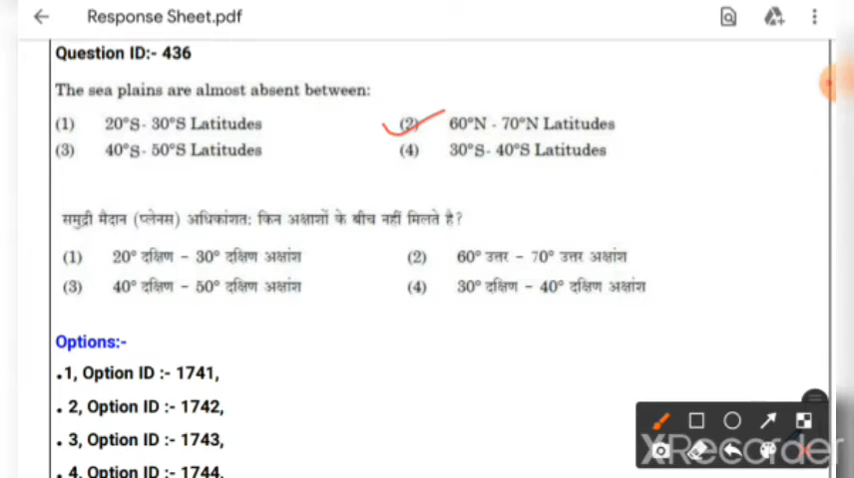 Response Sheet.pdf
Question ID:- 436
The sea plains are almost absent between:
(1) 20°S- 30°S Latitudes (2) 60°N - 70°N Latitudes
(3) 40°S- 50°S Latitudes (4) 30°S- 40°S Latitudes
समुद्री मैदान (प्लेनस) अधिकांशतः किन अक्षाशों के बीच नहीं मिलते है?
(1) 20° दक्षिण – 30° दक्षिण अक्षांश (2) 60° उत्तर – 70° उत्तर अक्षांश
(3) 40° दक्षिण – 50° दक्षिण अक्षांश (4) 30° दक्षिण – 40° दक्षिण अक्षांश
Options:-
.1, Option ID :- 1741,
. 2, Option ID :- 1742,
. 3, Option ID :- 1743,
. 4, Option ID :- 1744,
XRecorder